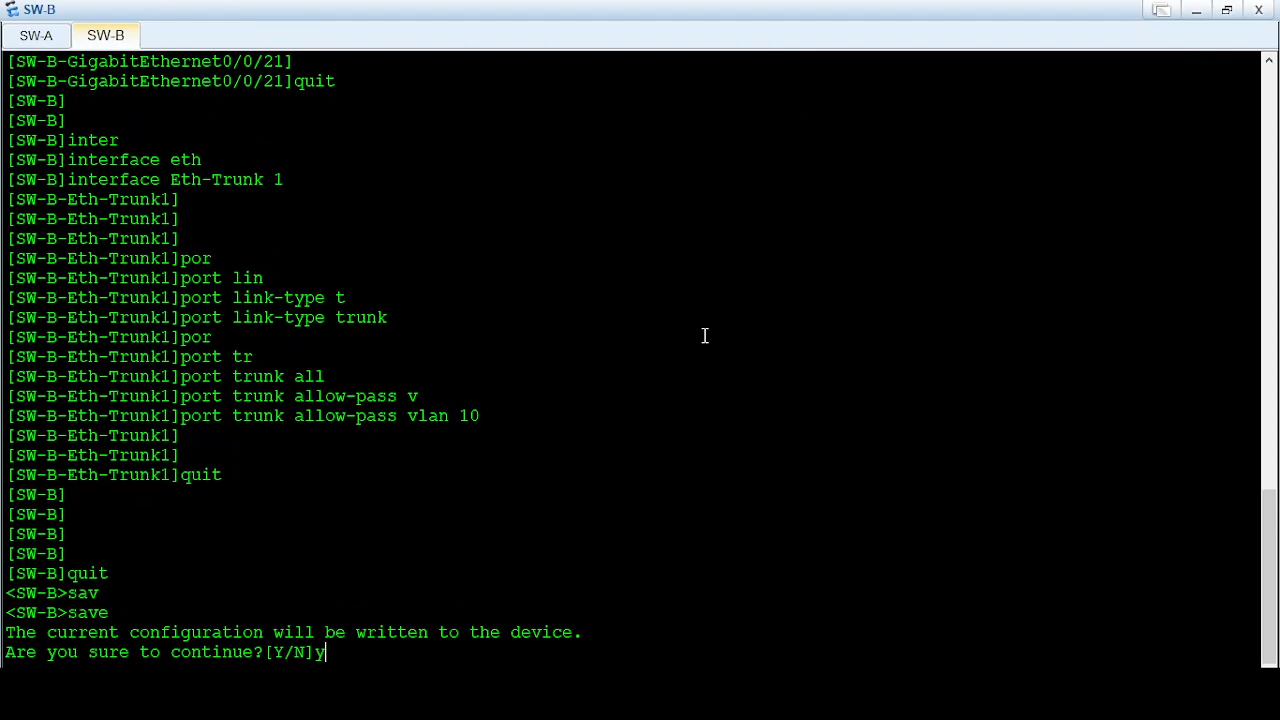 SW-B
SW-A
SW-B
[SW-B-GigabitEthernet0/0/21]
[SW-B-GigabitEthernet0/0/21]quit
[SW-B]
[SW-B]
[SW-B]inter
[SW-B]interface eth
[SW-B]interface Eth-Trunk 1
[SW-B-Eth-Trunk1]
[SW-B-Eth-Trunk1]
[SW-B-Eth-Trunk1]
[SW-B-Eth-Trunk1]por
[SW-B-Eth-Trunk1]port lin
[SW-B-Eth-Trunk1]port link-type t
[SW-B-Eth-Trunk1]port link-type trunk
[SW-B-Eth-Trunk1]por
[SW-B-Eth-Trunk1]port tr
[SW-B-Eth-Trunk1]port trunk all
[SW-B-Eth-Trunk1]port trunk allow-pass v
[SW-B-Eth-Trunk1]port trunk allow-pass vlan 10
[SW-B-Eth-Trunk1]
[SW-B-Eth-Trunk1]
[SW-B-Eth-Trunk1]quit
[SW-B]
[SW-B]
[SW-B]
[SW-B]
[SW-B]quit
<SW-B>sav
<SW-B>save
The current configuration will be written to the device.
Are you sure to continue?[Y/N]y